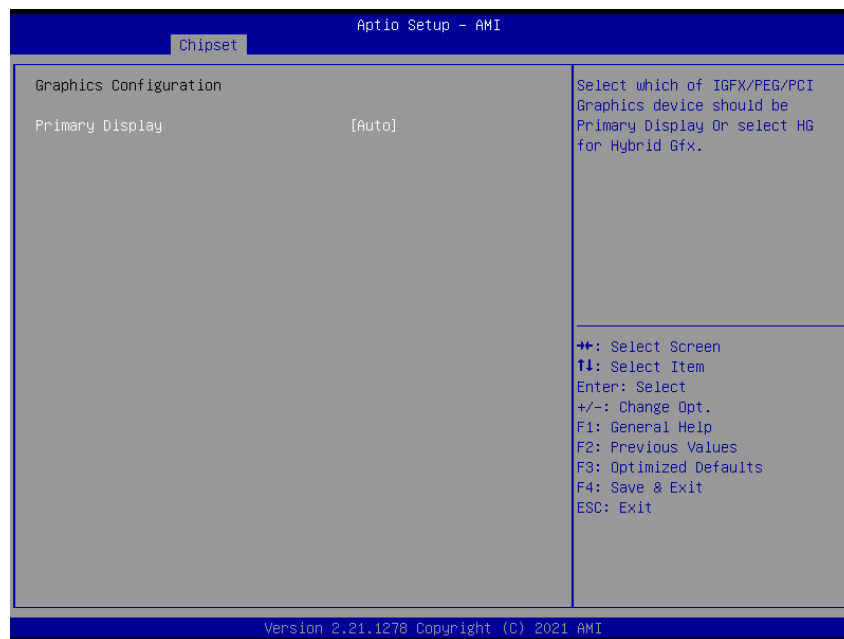 Aptio Setup – AMI
Chipset
Graphics Configuration
Primary Display [Auto]
Select which of IGFX/PEG/PCI
Graphics device should be
Primary Display Or select HG
for Hybrid Gfx.
→←: Select Screen
↑↓: Select Item
Enter: Select
+/-: Change Opt.
F1: General Help
F2: Previous Values
F3: Optimized Defaults
F4: Save & Exit
ESC: Exit
Version 2.21.1278 Copyright (C) 2021 AMI